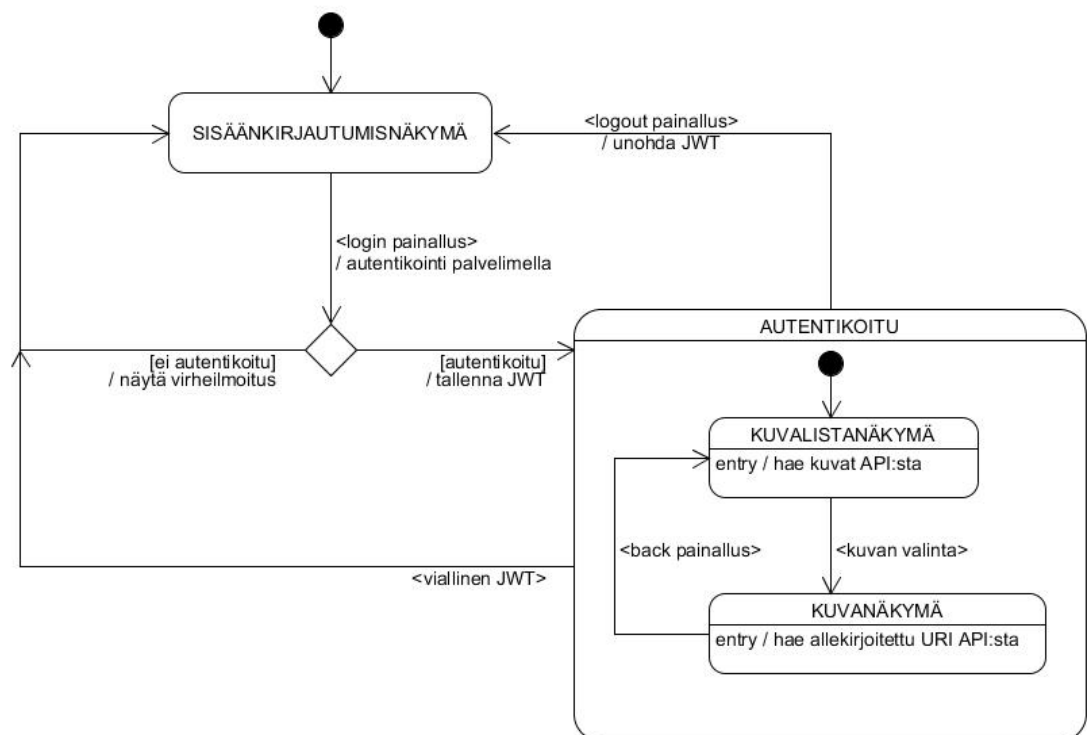 SISÄÄNKIRJAUTUMISNÄKYMÄ
<logout painallus>
/ unohda JWT
<login painallus>
/ autentikointi palvelimella
AUTENTIKOITU
[ei autentikoitu]
/ näytä virheilmoitus
[autentikoitu]
/ tallenna JWT
KUVALISTANÄKYMÄ
entry / hae kuvat API:sta
<back painallus>
<kuvan valinta>
<viallinen JWT>
KUVANÄKYMÄ
entry / hae allekirjoitettu URI API:sta